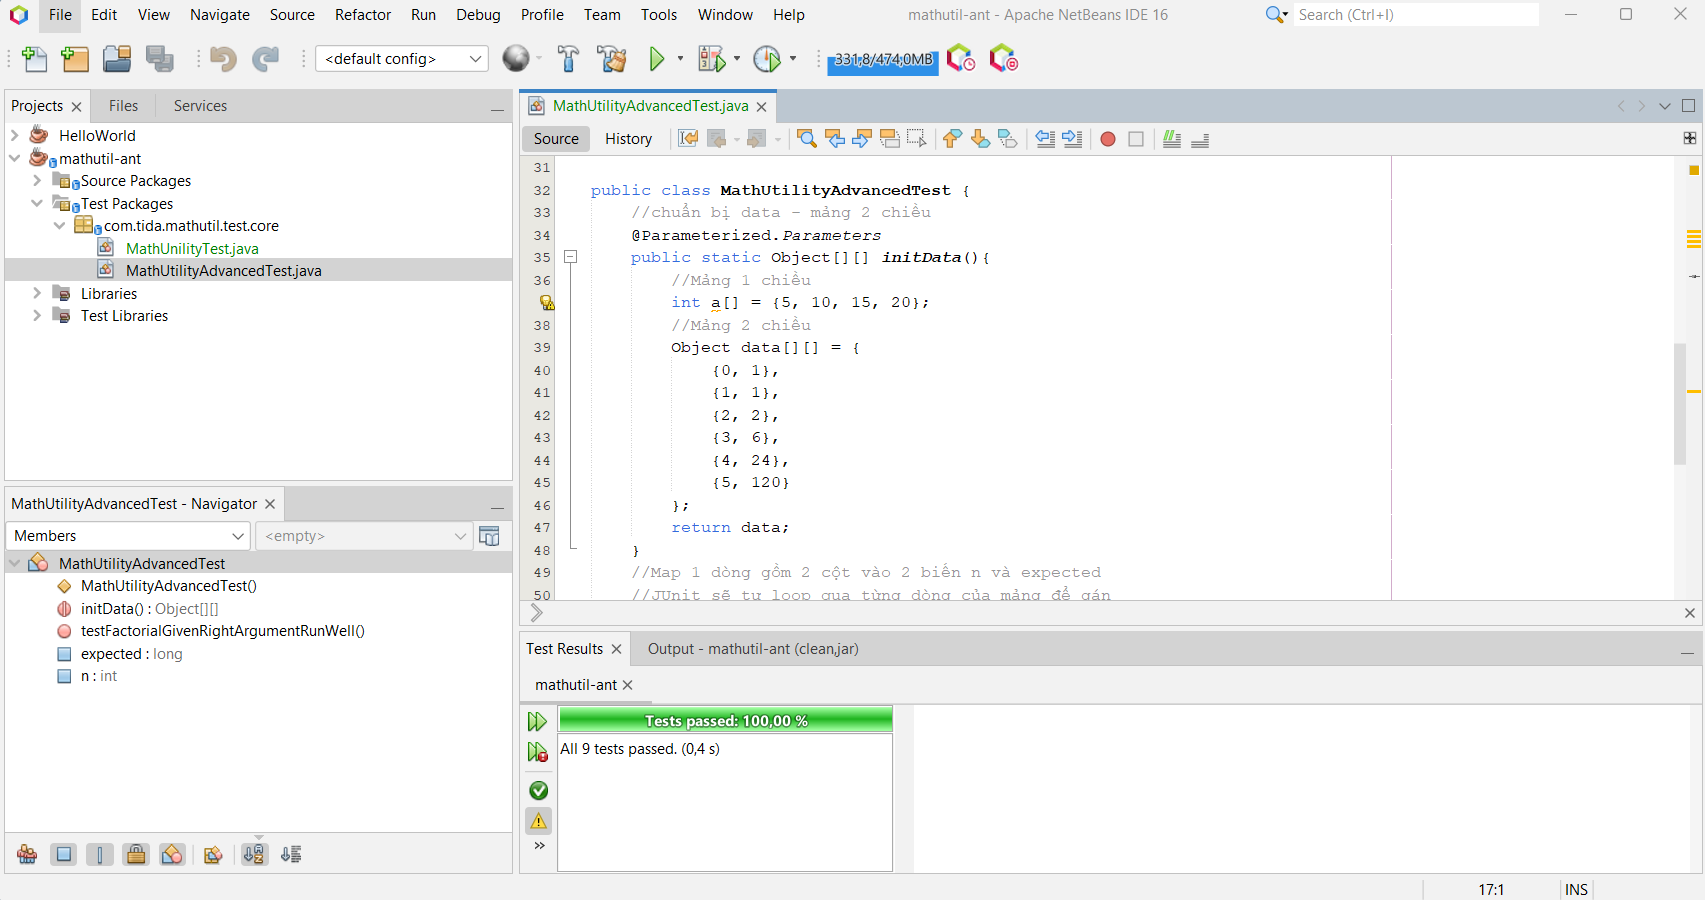 File Edit View Navigate Source Refactor Run Debug Profile Team Tools Window Help
mathutil-ant - Apache NetBeans IDE 16
Search (Ctrl+I)
<default config>
331,8/474,0MB
Projects Files Services
HelloWorld
mathutil-ant
Source Packages
Test Packages
com.tida.mathutil.test.core
MathUnilityTest.java
MathUtilityAdvancedTest.java
Libraries
Test Libraries
MathUtilityAdvancedTest - Navigator
Members <empty>
MathUtilityAdvancedTest
MathUtilityAdvancedTest()
initData() : Object[][]
testFactorialGivenRightArgumentRunWell()
expected : long
n : int
MathUtilityAdvancedTest.java
Source History
31
32 public class MathUtilityAdvancedTest {
33 //chuẩn bị data - mảng 2 chiều
34 @Parameterized.Parameters
35 public static Object[][] initData(){
36 //Mảng 1 chiều
int a[] = {5, 10, 15, 20};
38 //Mảng 2 chiều
39 Object data[][] = {
40 {0, 1},
41 {1, 1},
42 {2, 2},
43 {3, 6},
44 {4, 24},
45 {5, 120}
46 };
47 return data;
48 }
49 //Map 1 dòng gồm 2 cột vào 2 biến n và expected
50 //JUnit sẽ tự loop qua từng dòng của mảng để gán
Test Results Output - mathutil-ant (clean,jar)
mathutil-ant
Tests passed: 100,00 %
All 9 tests passed. (0,4 s)
17:1 INS